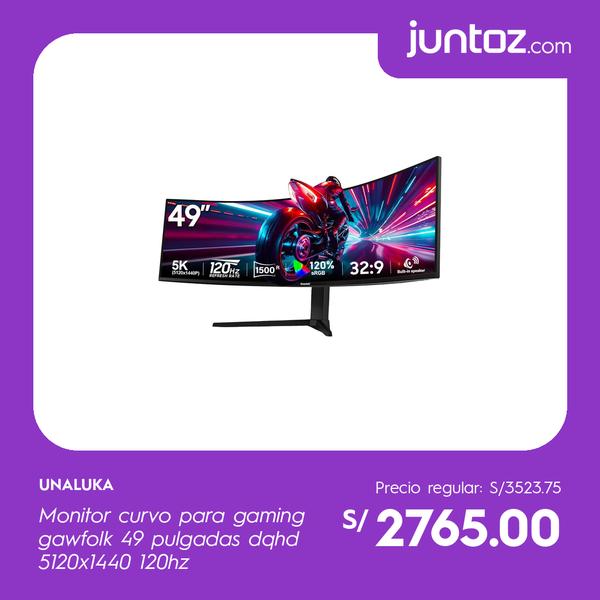 juntoz.com
49"
5K
(5120x1440P)
120Hz
REFRESH RATE
1500R
120%
sRGB
32:9
Built-in speaker
UNALUKA
Monitor curvo para gaming
gawfolk 49 pulgadas dqhd
5120x1440 120hz
Precio regular: S/3523.75
S/ 2765.00